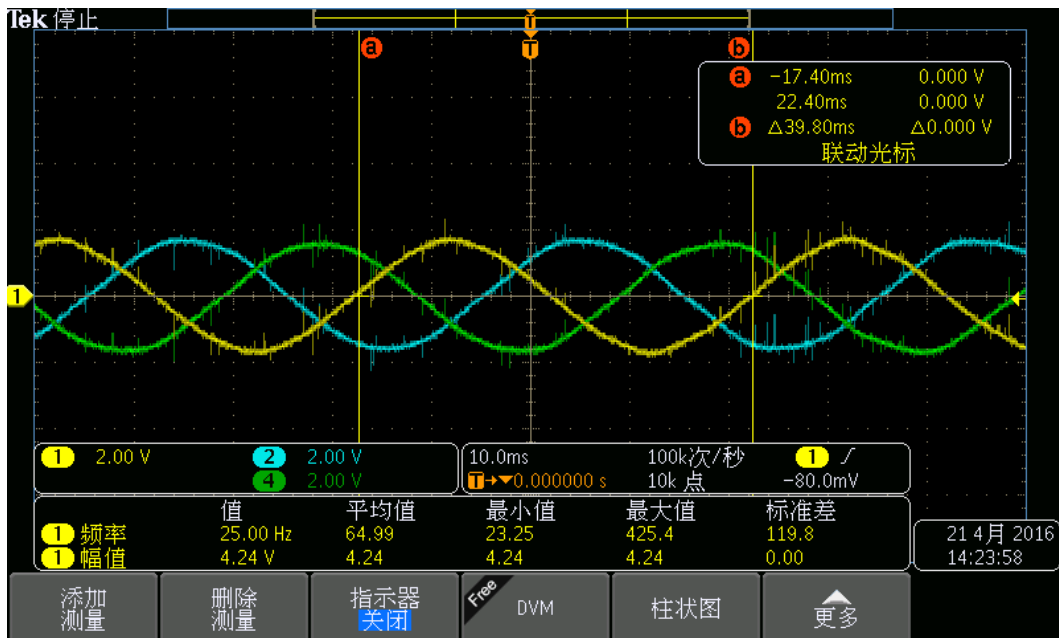 Tek 停止
T
a
T
b
a -17.40ms 0.000 V
22.40ms 0.000 V
b △39.80ms △0.000 V
联动光标
1
1 2.00 V 2 2.00 V
4 2.00 V
10.0ms 100k次/秒 1 /
T→▼0.000000 s 10k 点 -80.0mV
值 平均值 最小值 最大值 标准差
1 频率 25.00 Hz 64.99 23.25 425.4 119.8
1 幅值 4.24 V 4.24 4.24 4.24 0.00
21 4月 2016
14:23:58
添加
测量
删除
测量
指示器
关闭
Free
DVM
柱状图
更多